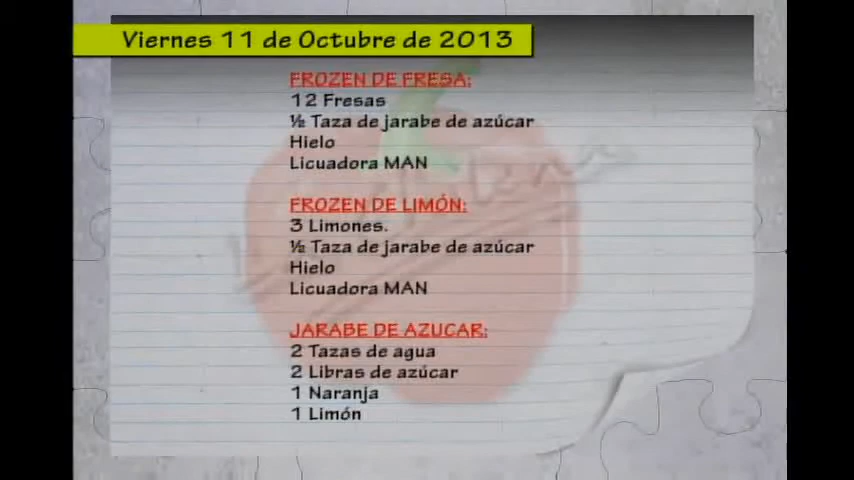 Viernes 11 de Octubre de 2013
FROZEN DE FRESA:
12 Fresas
½ Taza de jarabe de azúcar
Hielo
Licuadora MAN
FROZEN DE LIMÓN:
3 Limones.
½ Taza de jarabe de azúcar
Hielo
Licuadora MAN
JARABE DE AZUCAR:
2 Tazas de agua
2 Libras de azúcar
1 Naranja
1 Limón